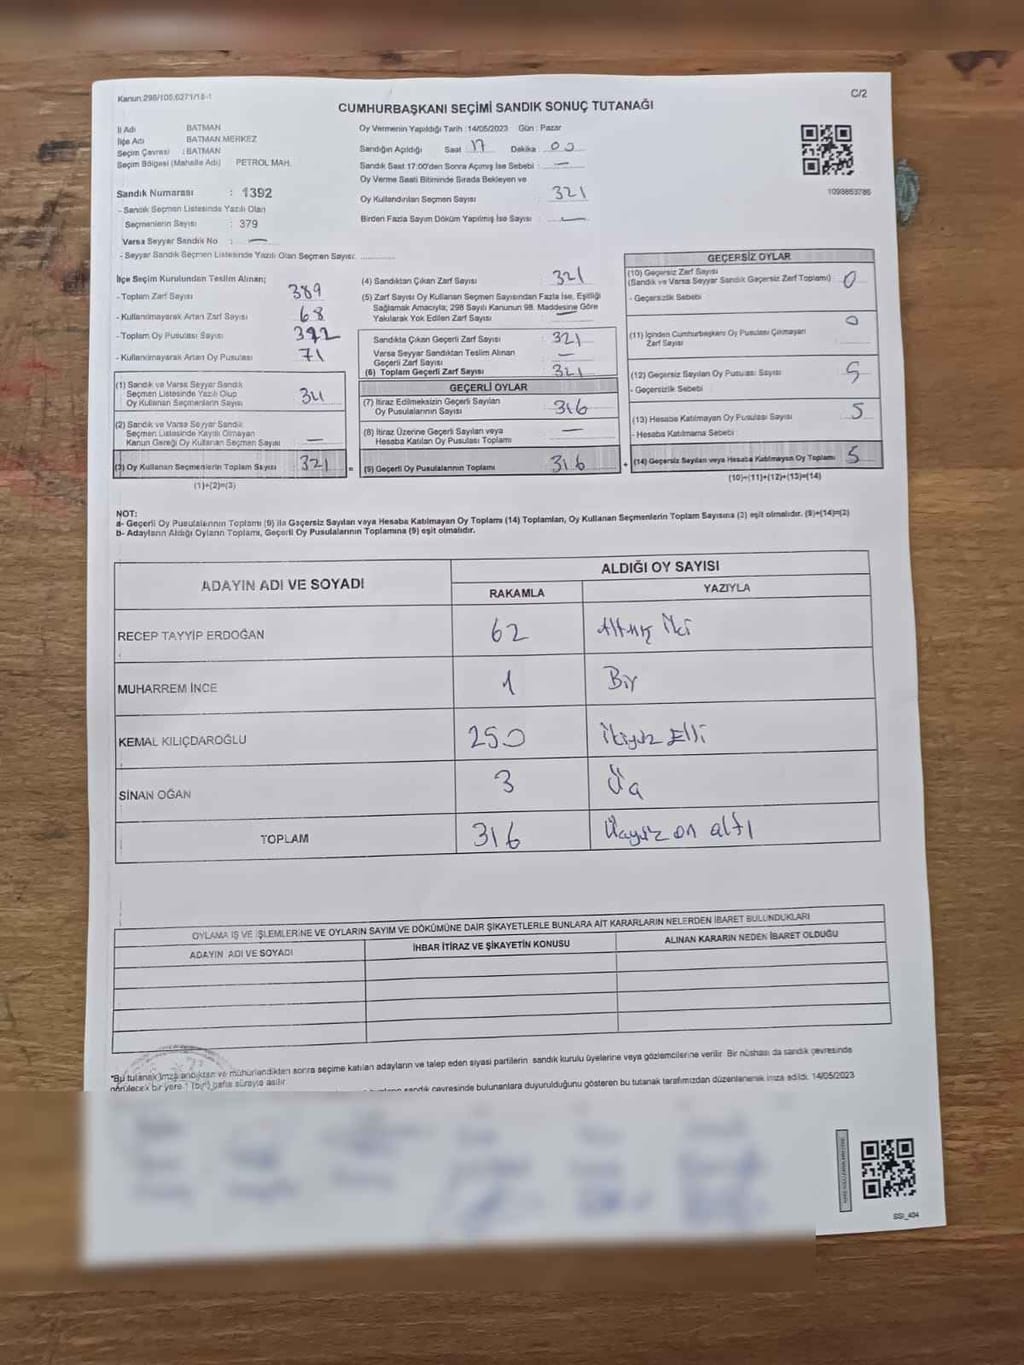 Kanun:298/105,6271/18-1
C/2
CUMHURBAŞKANI SEÇİMİ SANDIK SONUÇ TUTANAĞI
İl Adı BATMAN
İlçe Adı BATMAN MERKEZ
Seçim Çevresi : BATMAN
Seçim Bölgesi (Mahalle Adı) PETROL MAH.
Sandık Numarası : 1392
- Sandık Seçmen Listesinde Yazılı Olan
Seçmenlerin Sayısı : 379
Varsa Seyyar Sandık No : —
- Seyyar Sandık Seçmen Listesinde Yazılı Olan Seçmen Sayısı: ............
Oy Vermenin Yapıldığı Tarih :14/05/2023 Gün : Pazar
Sandığın Açıldığı Saat 17 Dakika : 00
Sandık Saat 17:00'den Sonra Açılmış İse Sebebi : —
Oy Verme Saati Bitiminde Sırada Bekleyen ve
Oy Kullandırılan Seçmen Sayısı 321
Birden Fazla Sayım Döküm Yapılmış İse Sayısı : —
1093853785
İlçe Seçim Kurulundan Teslim Alınan;
- Toplam Zarf Sayısı 389
- Kullanılmayarak Artan Zarf Sayısı 68
- Toplam Oy Pusulası Sayısı 392
- Kullanılmayarak Artan Oy Pusulası 71
(1) Sandık ve Varsa Seyyar Sandık
Seçmen Listesinde Yazılı Olup
Oy Kullanan Seçmenlerin Sayısı 321
(2) Sandık ve Varsa Seyyar Sandık
Seçmen Listesinde Kayıtlı Olmayan
Kanun Gereği Oy Kullanan Seçmen Sayısı —
(3) Oy Kullanan Seçmenlerin Toplam Sayısı 321 =
(1)+(2)=(3)
(4) Sandıktan Çıkan Zarf Sayısı 321
(5) Zarf Sayısı Oy Kullanan Seçmen Sayısından Fazla İse, Eşitliği
Sağlamak Amacıyla; 298 Sayılı Kanunun 98. Maddesine Göre
Yakılarak Yok Edilen Zarf Sayısı —
Sandıkta Çıkan Geçerli Zarf Sayısı 321
Varsa Seyyar Sandıktan Teslim Alınan
Geçerli Zarf Sayısı —
(6) Toplam Geçerli Zarf Sayısı 321
GEÇERLİ OYLAR
(7) İtiraz Edilmeksizin Geçerli Sayılan
Oy Pusulalarının Sayısı 316
(8) İtiraz Üzerine Geçerli Sayılan veya
Hesaba Katılan Oy Pusulası Toplamı —
(9) Geçerli Oy Pusulalarının Toplamı 316 +
GEÇERSİZ OYLAR
(10) Geçersiz Zarf Sayısı
(Sandık ve Varsa Seyyar Sandık Geçersiz Zarf Toplamı) 0
- Geçersizlik Sebebi
(11) İçinden Cumhurbaşkanı Oy Pusulası Çıkmayan
Zarf Sayısı 0
(12) Geçersiz Sayılan Oy Pusulası Sayısı 5
- Geçersizlik Sebebi
(13) Hesaba Katılmayan Oy Pusulası Sayısı 5
- Hesaba Katılmama Sebebi
(14) Geçersiz Sayılan veya Hesaba Katılmayan Oy Toplamı 5
(10)+(11)+(12)+(13)=(14)
NOT:
a- Geçerli Oy Pusulalarının Toplamı (9) ila Geçersiz Sayılan veya Hesaba Katılmayan Oy Toplamı (14) Toplamları, Oy Kullanan Seçmenlerin Toplam Sayısına (3) eşit olmalıdır. (9)+(14)=(3)
b- Adayların Aldığı Oyların Toplamı, Geçerli Oy Pusulalarının Toplamına (9) eşit olmalıdır.
ADAYIN ADI VE SOYADI
ALDIĞI OY SAYISI
RAKAMLA YAZIYLA
RECEP TAYYİP ERDOĞAN 62 Altmış iki
MUHARREM İNCE 1 Bir
KEMAL KILIÇDAROĞLU 250 ikiyüz Elli
SİNAN OĞAN 3 Üç
TOPLAM 316 Üçyüz on altı
OYLAMA İŞ VE İŞLEMLERİNE VE OYLARIN SAYIM VE DÖKÜMÜNE DAİR ŞİKAYETLERLE BUNLARA AİT KARARLARIN NELERDEN İBARET BULUNDUKLARI
ADAYIN ADI VE SOYADI İHBAR İTİRAZ VE ŞİKAYETİN KONUSU ALINAN KARARIN NEDEN İBARET OLDUĞU
*Bu tutanak imzalandıktan ve mühürlendikten sonra seçime katılan adayların ve talep eden siyasi partilerin sandık kurulu üyelerine veya gözlemcilerine verilir. Bir nüshası da sandık çevresinde
görülecek bir yere 1 (bir) hafta süreyle asılır.
sandık çevresinde bulunanlara duyurulduğunu gösteren bu tutanak tarafımızdan düzenlenerek imza edildi. 14/05/2023
SSI_404